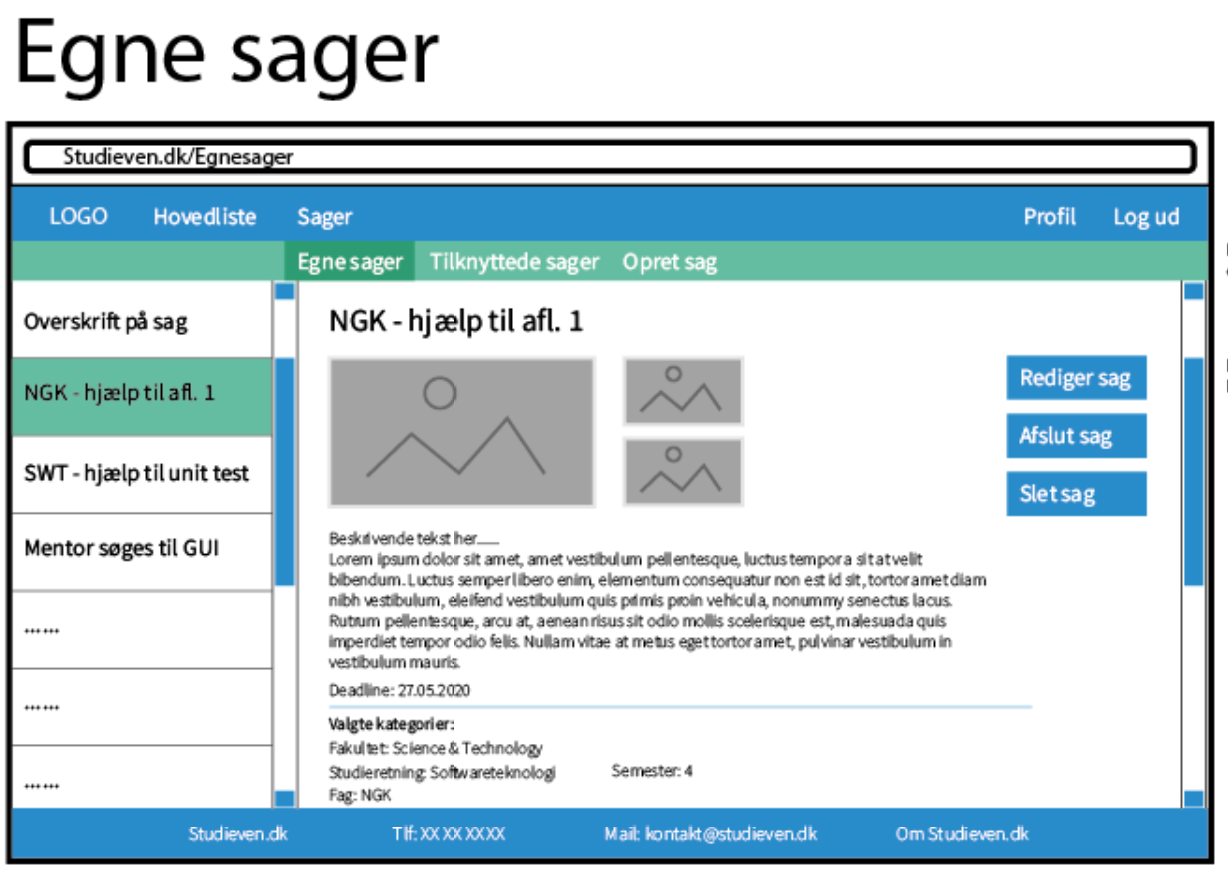 Egne sager
Studieven.dk/Egnesager
LOGO Hovedliste Sager Profil Log ud
Egne sager Tilknyttede sager Opret sag
Overskrift på sag
NGK - hjælp til afl. 1
SWT - hjælp til unit test
Mentor søges til GUI
......
......
......
NGK - hjælp til afl. 1
Rediger sag
Afslut sag
Slet sag
Beskrivende tekst her......
Lorem ipsum dolor sit amet, amet vestibulum pellentesque, luctus tempor a sit at velit
bibendum. Luctus semper libero enim, elementum consequatur non est id sit, tortor amet diam
nibh vestibulum, eleifend vestibulum quis primis proin vehicula, nonummy senectus lacus.
Rutrum pellentesque, arcu at, aenean risus sit odio mollis scelerisque est, malesuada quis
imperdiet tempor odio felis. Nullam vitae at metus eget tortor amet, pulvinar vestibulum in
vestibulum mauris.
Deadline: 27.05.2020
Valgte kategorier:
Fakultet: Science & Technology
Studieretning: Softwareteknologi Semester: 4
Fag: NGK
Studieven.dk Tlf: XX XX XX XX Mail: kontakt@studieven.dk Om Studieven.dk